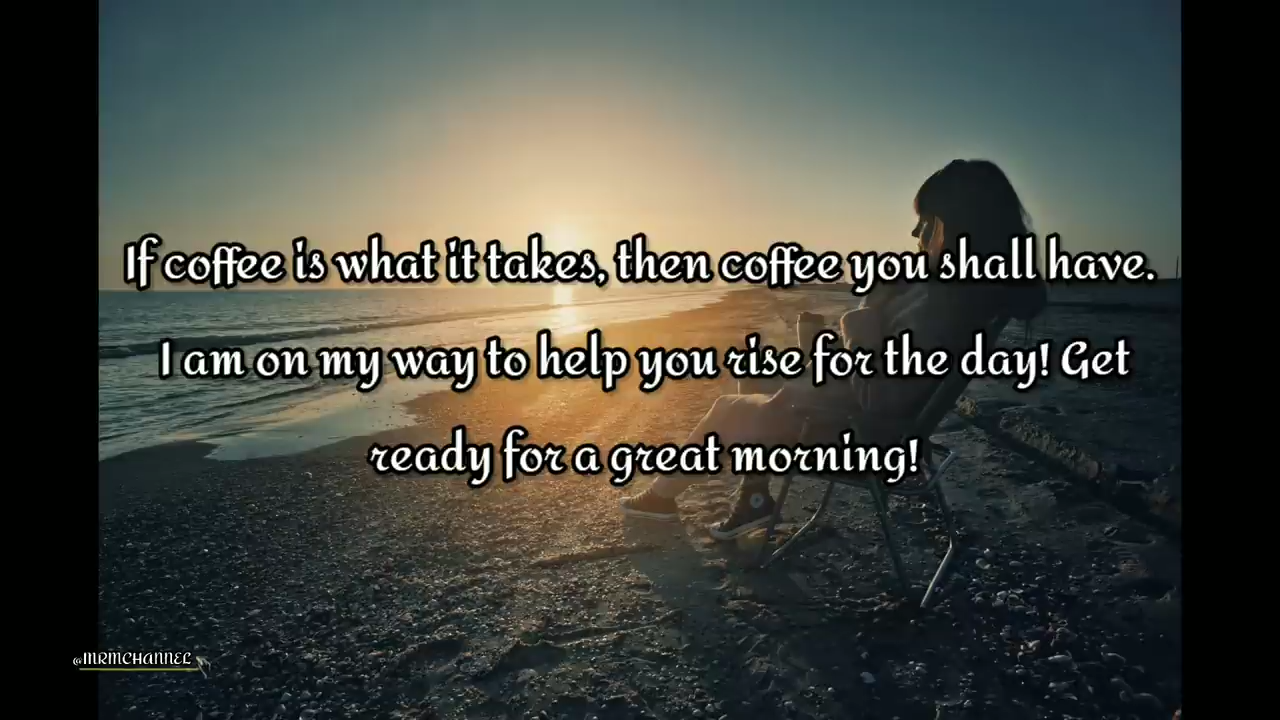 If coffee is what it takes, then coffee you shall have.
I am on my way to help you rise for the day! Get
ready for a great morning!
@MRMCHANNEL